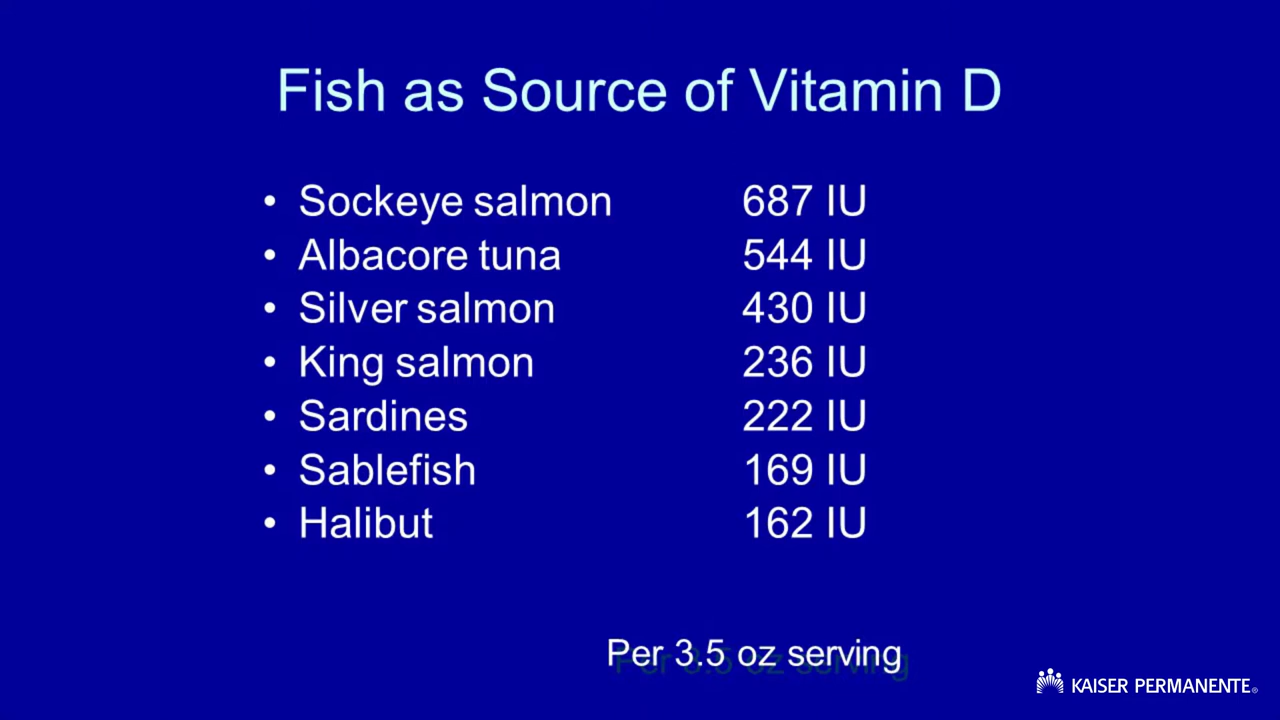 Fish as Source of Vitamin D
• Sockeye salmon 687 IU
• Albacore tuna 544 IU
• Silver salmon 430 IU
• King salmon 236 IU
• Sardines 222 IU
• Sablefish 169 IU
• Halibut 162 IU
Per 3.5 oz serving
KAISER PERMANENTE®